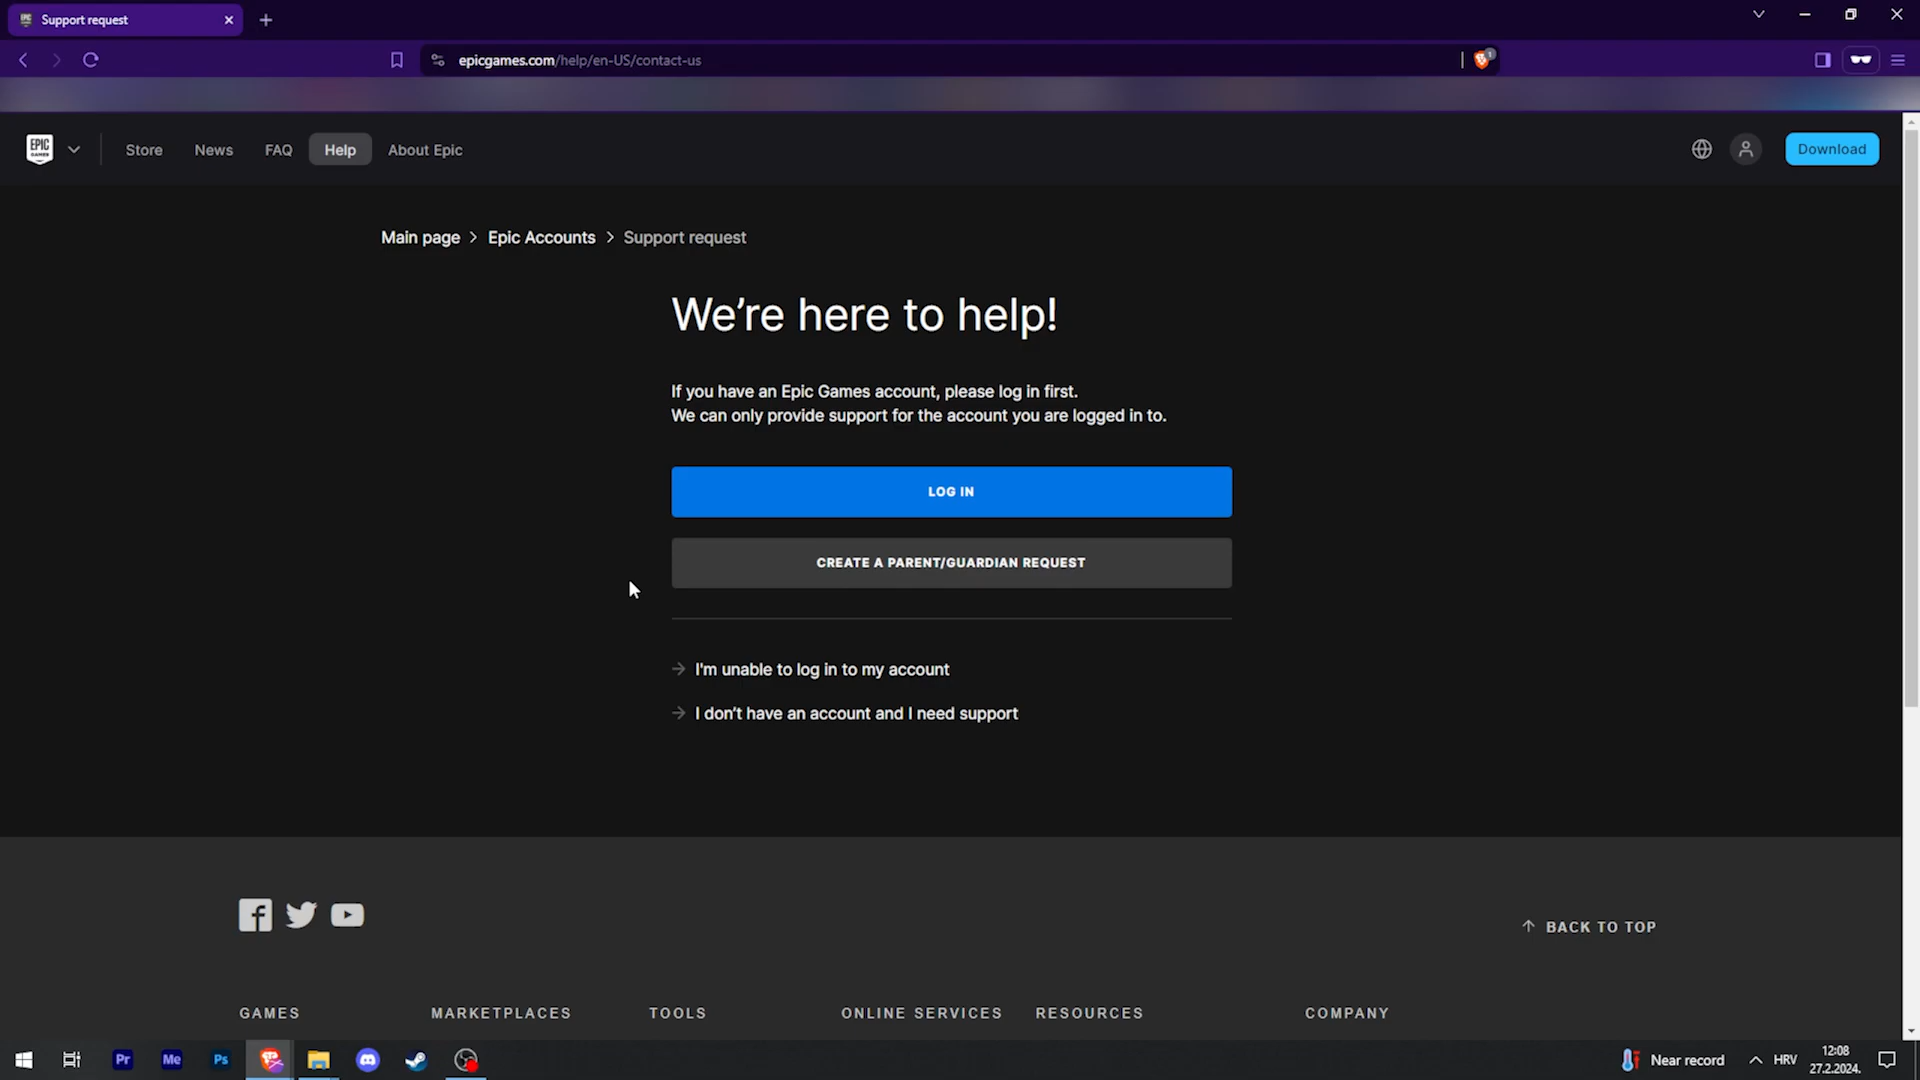 Support request
epicgames.com/help/en-US/contact-us
1
EPIC GAMES
Store
News
FAQ
Help
About Epic
Download
Main page > Epic Accounts > Support request
We’re here to help!
If you have an Epic Games account, please log in first.
We can only provide support for the account you are logged in to.
LOG IN
CREATE A PARENT/GUARDIAN REQUEST
I'm unable to log in to my account
I don’t have an account and I need support
BACK TO TOP
GAMES
MARKETPLACES
TOOLS
ONLINE SERVICES
RESOURCES
COMPANY
Pr
Me
Ps
Near record
HRV
12:08
27.2.2024.